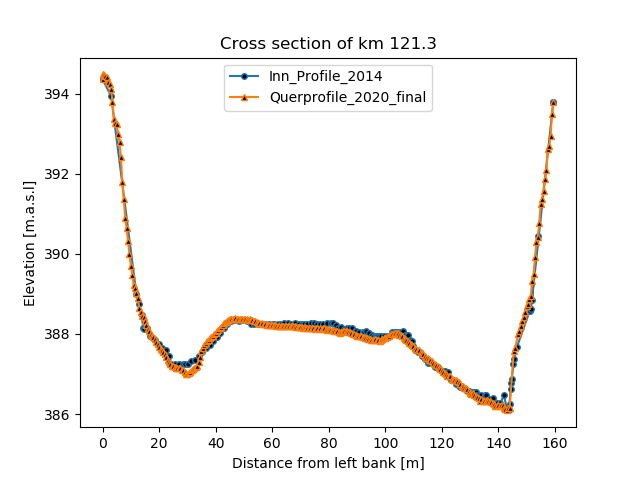 Cross section of km 121.3
Inn_Profile_2014
Querprofile_2020_final
394
392
390
388
386
Elevation [m.a.s.l]
0
20
40
60
80
100
120
140
160
Distance from left bank [m]